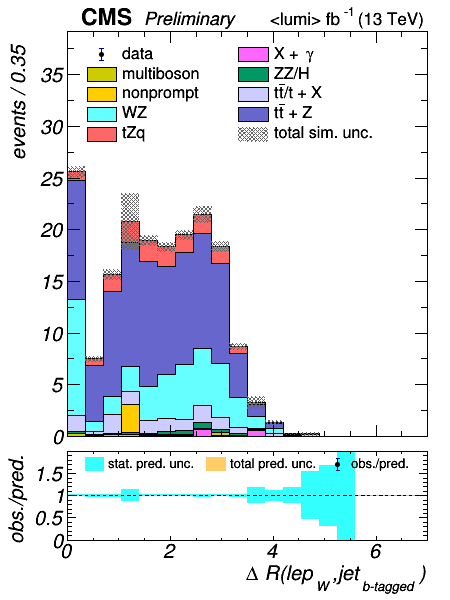 CMS Preliminary <lumi> fb⁻¹ (13 TeV)
events / 0.35
data
multiboson
nonprompt
WZ
tZq
X + γ
ZZ/H
tt̄/t + X
tt̄ + Z
total sim. unc.
35
30
25
20
15
10
5
0
obs./pred.
stat. pred. unc. total pred. unc. obs./pred.
1.5
1
0.5
0
0 2 4 6
Δ R(lep_W,jet_b-tagged)